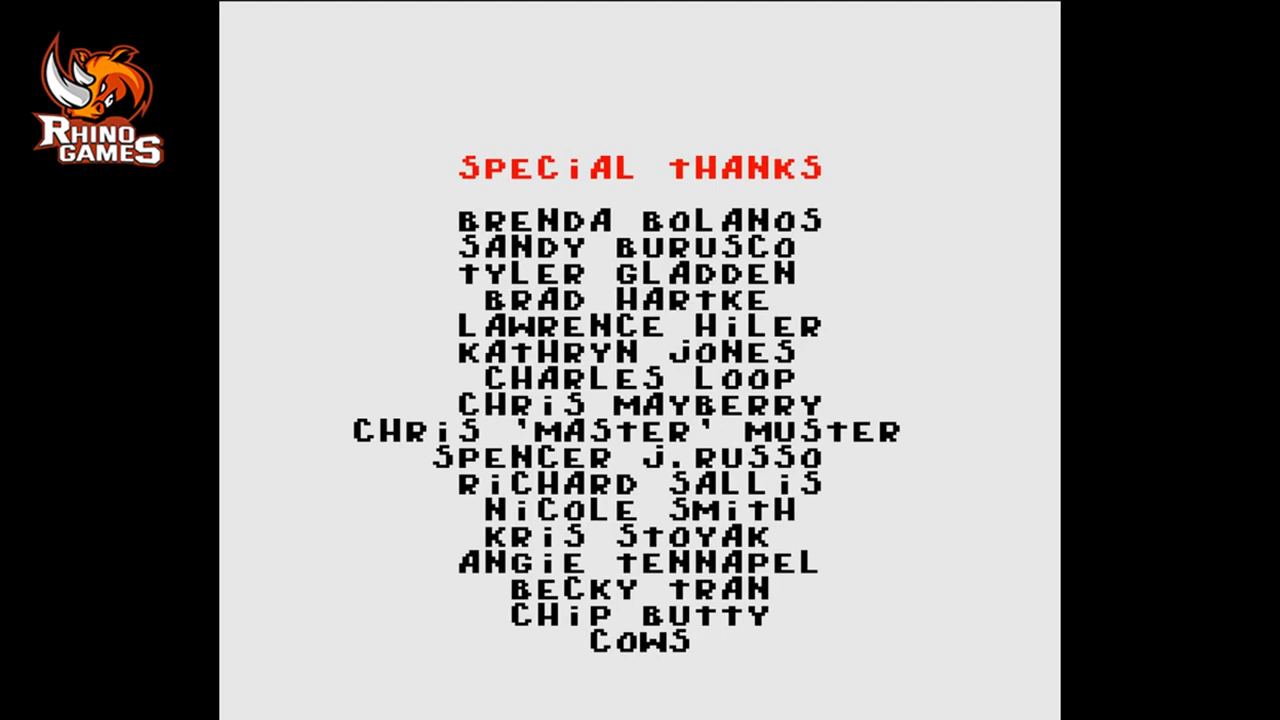 RHINO
GAMES
SPECiAL tHANKS
BRENDA BOLANOS
SANDY BURUSCO
tYLER GLADDEN
BRAD HARtKE
LAWRENCE HiLER
KAtHRYN jONES
CHARLES LOOP
CHRiS MAYBERRY
CHRiS 'MAStER' MUStER
SPENCER j.RUSSO
RiCHARD SALLiS
NiCOLE SMitH
KRiS StOYAK
ANGiE tENNAPEL
BECKY tRAN
CHiP BUttY
COWS